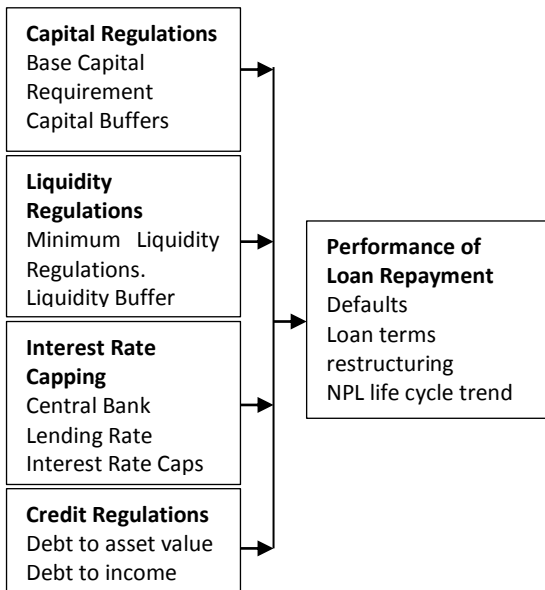 Capital Regulations
Base Capital
Requirement
Capital Buffers
Liquidity
Regulations
Minimum Liquidity
Regulations.
Liquidity Buffer
Interest Rate
Capping
Central Bank
Lending Rate
Interest Rate Caps
Credit Regulations
Debt to asset value
Debt to income
Performance of
Loan Repayment
Defaults
Loan terms
restructuring
NPL life cycle trend